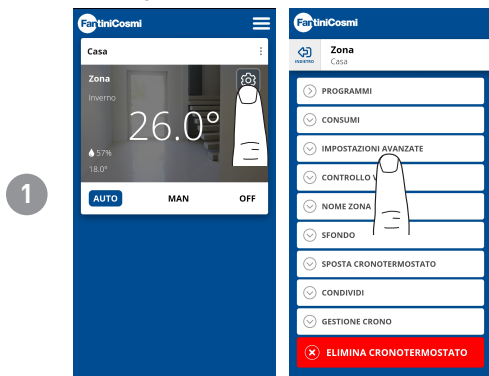 1
FantiniCosmi
Casa
Zona
Inverno
26.0°
57%
18.0°
AUTO MAN OFF
FantiniCosmi
INDIETRO
Zona
Casa
PROGRAMMI
CONSUMI
IMPOSTAZIONI AVANZATE
CONTROLLO V
NOME ZONA
SFONDO
SPOSTA CRONOTERMOSTATO
CONDIVIDI
GESTIONE CRONO
ELIMINA CRONOTERMOSTATO